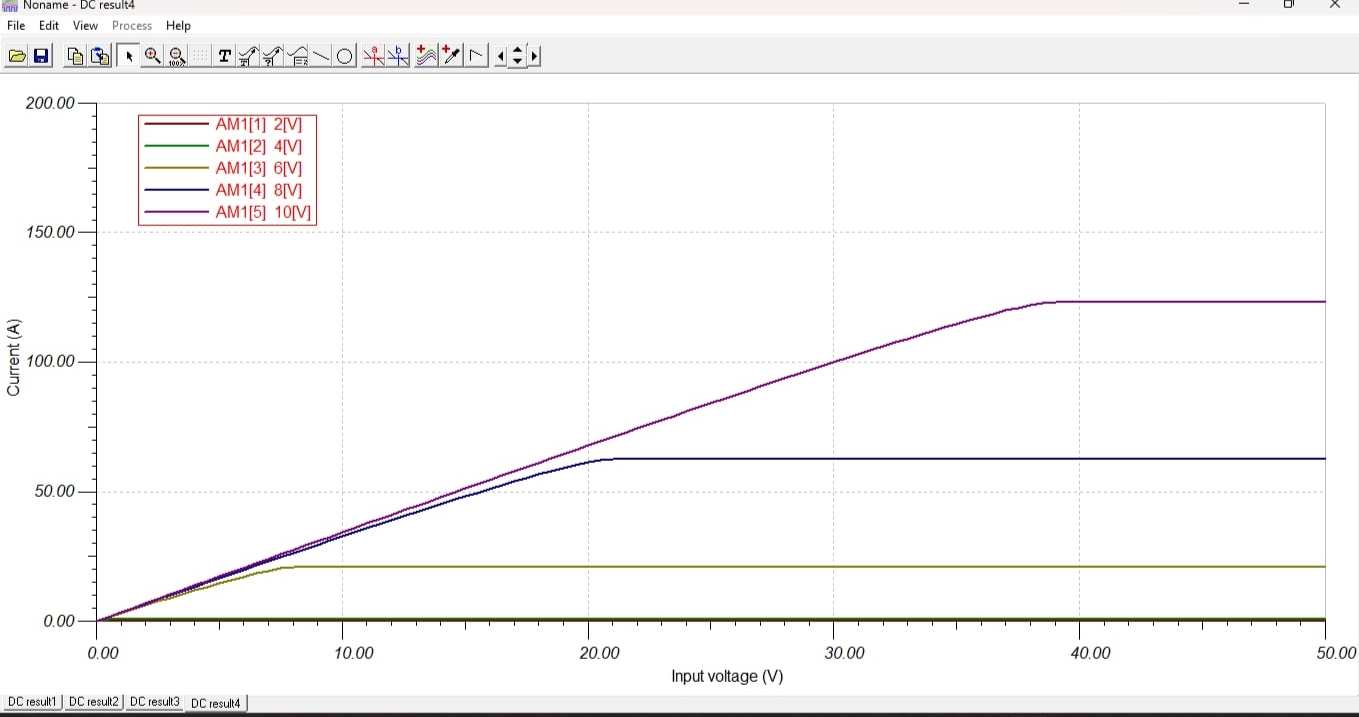 Noname - DC result4
File Edit View Process Help
200.00
AM1[1] 2[V]
AM1[2] 4[V]
AM1[3] 6[V]
AM1[4] 8[V]
AM1[5] 10[V]
150.00
Current (A)
100.00
50.00
0.00
0.00 10.00 20.00 30.00 40.00 50.00
Input voltage (V)
DC result1 DC result2 DC result3 DC result4